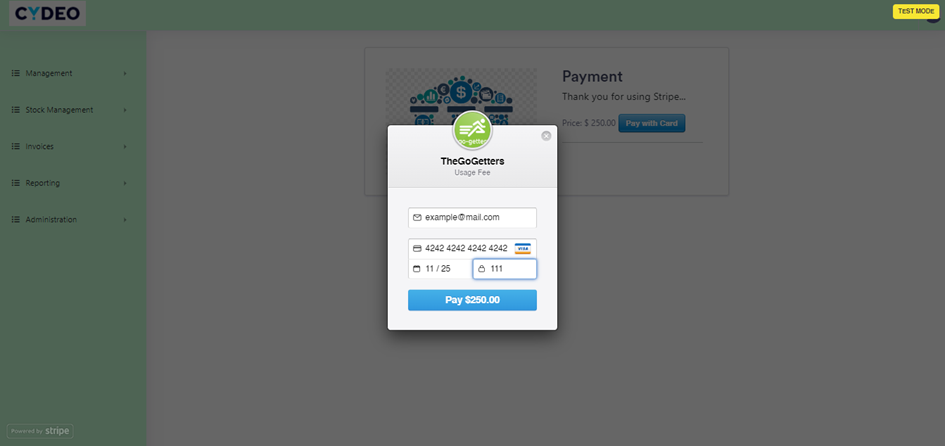 CYDEO
TEST MODE
Management
Stock Management
Invoices
Reporting
Administration
Payment
Thank you for using Stripe...
Price: $ 250.00 Pay with Card
go-getter
TheGoGetters
Usage Fee
example@mail.com
4242 4242 4242 4242 VISA
11 / 25 111
Pay $250.00
Powered by stripe